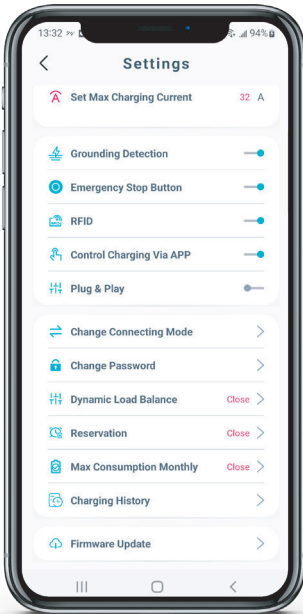 13:32
94%
Settings
Set Max Charging Current 32 A
Grounding Detection
Emergency Stop Button
RFID
Control Charging Via APP
Plug & Play
Change Connecting Mode
Change Password
Dynamic Load Balance Close
Reservation Close
Max Consumption Monthly Close
Charging History
Firmware Update